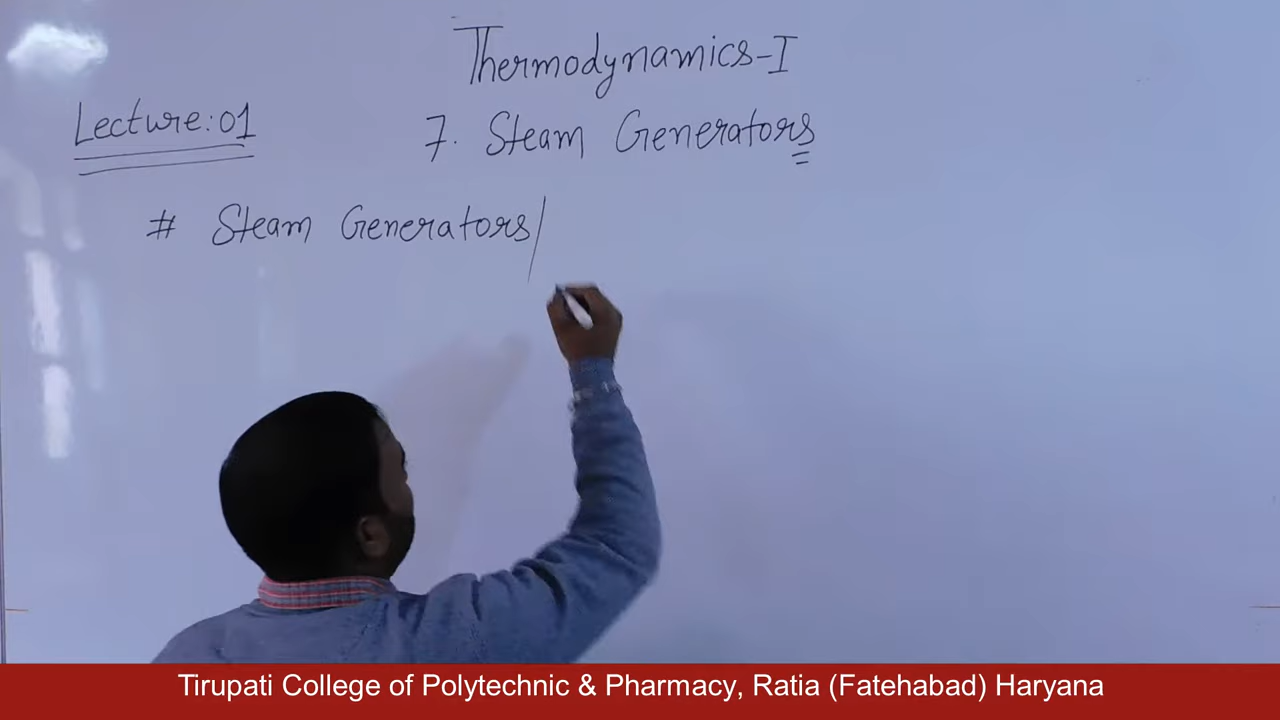 Thermodynamics-I
Lecture:01
7. Steam Generators
# Steam Generators/
Tirupati College of Polytechnic & Pharmacy, Ratia (Fatehabad) Haryana